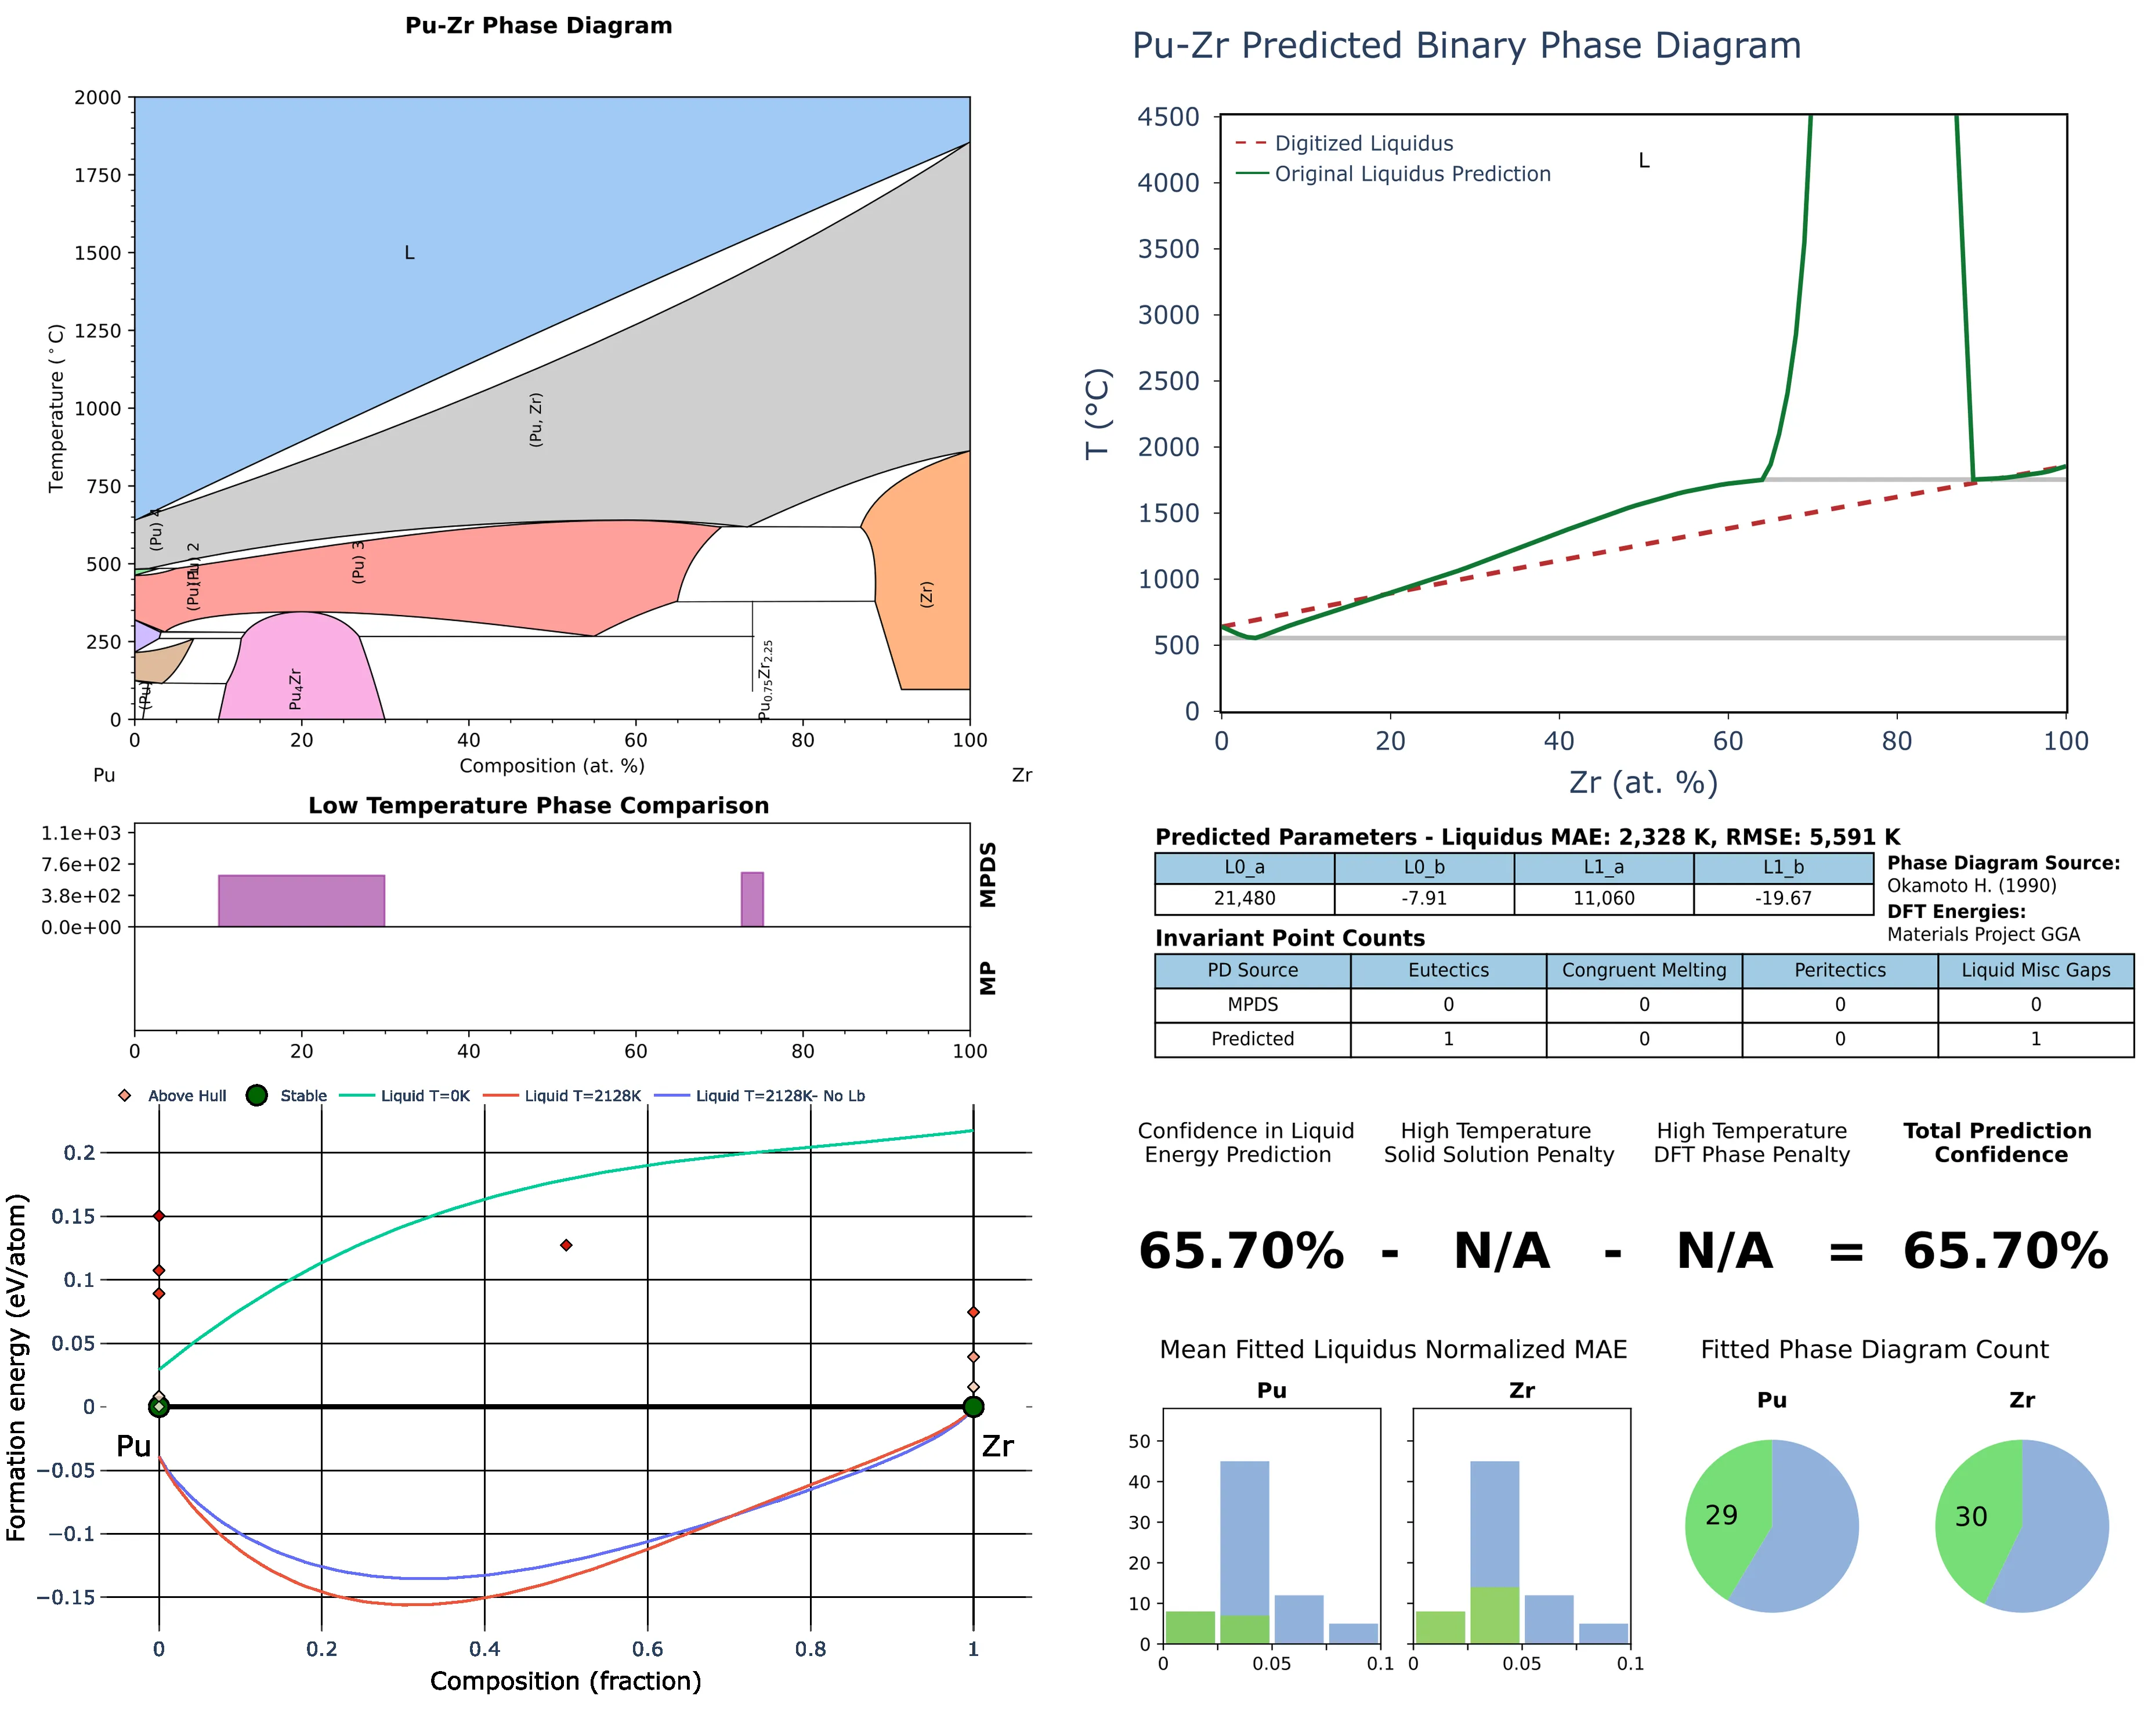 Pu-Zr Phase Diagram
2000
1750
1500
1250
1000
750
500
250
0
Temperature (°C)
L
(Pu, Zr)
(Pu) 4
(Pu) 2
(Pu) 3
(Zr)
(Pu)
Pu4Zr
Pu0.75Zr2.25
0 20 40 60 80 100
Composition (at. %)
Pu Zr
Low Temperature Phase Comparison
1.1e+03
7.6e+02
3.8e+02
0.0e+00
MPDS
MP
0 20 40 60 80 100
Above Hull Stable Liquid T=0K Liquid T=2128K Liquid T=2128K- No Lb
0.2
0.15
0.1
0.05
0
−0.05
−0.1
−0.15
Formation energy (eV/atom)
Pu Zr
0 0.2 0.4 0.6 0.8 1
Composition (fraction)
Pu-Zr Predicted Binary Phase Diagram
4500
4000
3500
3000
2500
2000
1500
1000
500
0
T (°C)
Digitized Liquidus
Original Liquidus Prediction
L
0 20 40 60 80 100
Zr (at. %)
Predicted Parameters - Liquidus MAE: 2,328 K, RMSE: 5,591 K
L0_a L0_b L1_a L1_b
21,480 -7.91 11,060 -19.67
Phase Diagram Source:
Okamoto H. (1990)
DFT Energies:
Materials Project GGA
Invariant Point Counts
PD Source Eutectics Congruent Melting Peritectics Liquid Misc Gaps
MPDS 0 0 0 0
Predicted 1 0 0 1
Confidence in Liquid
Energy Prediction
High Temperature
Solid Solution Penalty
High Temperature
DFT Phase Penalty
Total Prediction
Confidence
65.70% - N/A - N/A = 65.70%
Mean Fitted Liquidus Normalized MAE
Pu Zr
50
40
30
20
10
0
0 0.05 0.1
0 0.05 0.1
Fitted Phase Diagram Count
Pu Zr
29 30